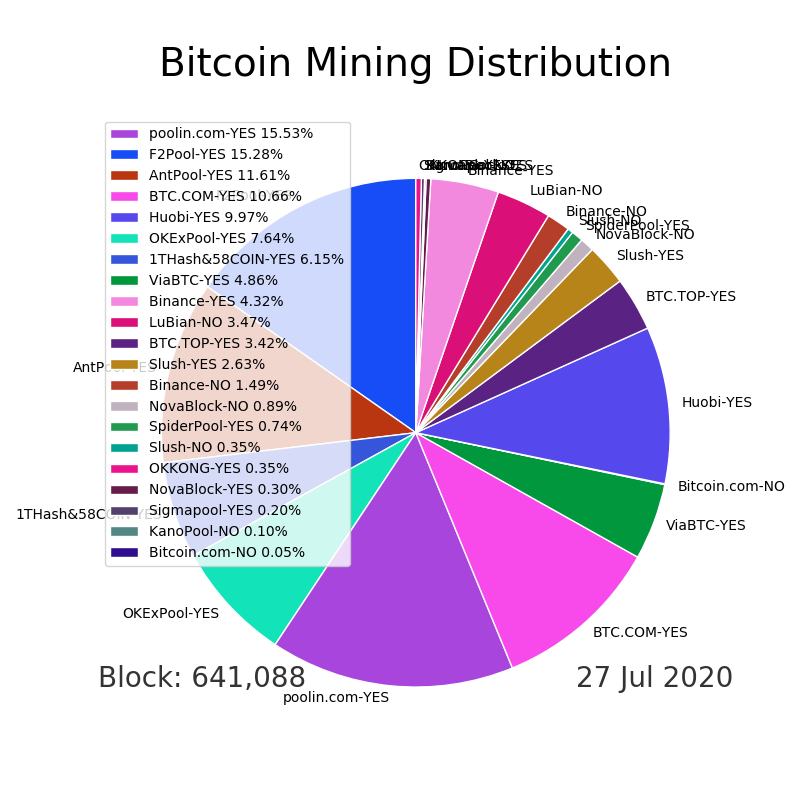 Bitcoin Mining Distribution
poolin.com-YES 15.53%
F2Pool-YES 15.28%
AntPool-YES 11.61%
BTC.COM-YES 10.66%
Huobi-YES 9.97%
OKExPool-YES 7.64%
1THash&58COIN-YES 6.15%
ViaBTC-YES 4.86%
Binance-YES 4.32%
LuBian-NO 3.47%
BTC.TOP-YES 3.42%
Slush-YES 2.63%
Binance-NO 1.49%
NovaBlock-NO 0.89%
SpiderPool-YES 0.74%
Slush-NO 0.35%
OKKONG-YES 0.35%
NovaBlock-YES 0.30%
Sigmapool-YES 0.20%
KanoPool-NO 0.10%
Bitcoin.com-NO 0.05%
Binance-YES
LuBian-NO
Binance-NO
Slush-NO
SpiderPool-YES
NovaBlock-NO
Slush-YES
BTC.TOP-YES
Huobi-YES
Bitcoin.com-NO
ViaBTC-YES
BTC.COM-YES
poolin.com-YES
OKExPool-YES
1THash&58COIN-YES
AntPool-YES
Block: 641,088
27 Jul 2020